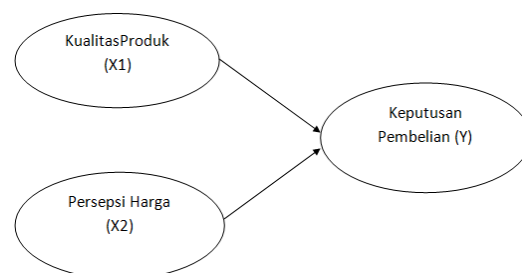 KualitasProduk
(X1)
Keputusan
Pembelian (Y)
Persepsi Harga
(X2)